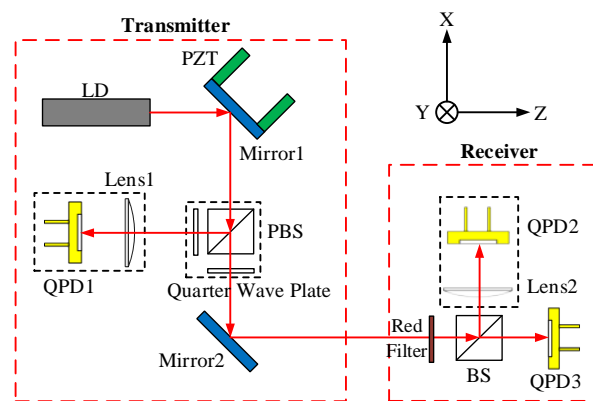 Transmitter
PZT
LD
Mirror1
X
Y
Z
Receiver
Lens1
PBS
QPD1
Quarter Wave Plate
QPD2
Lens2
Mirror2
Red
Filter
BS
QPD3